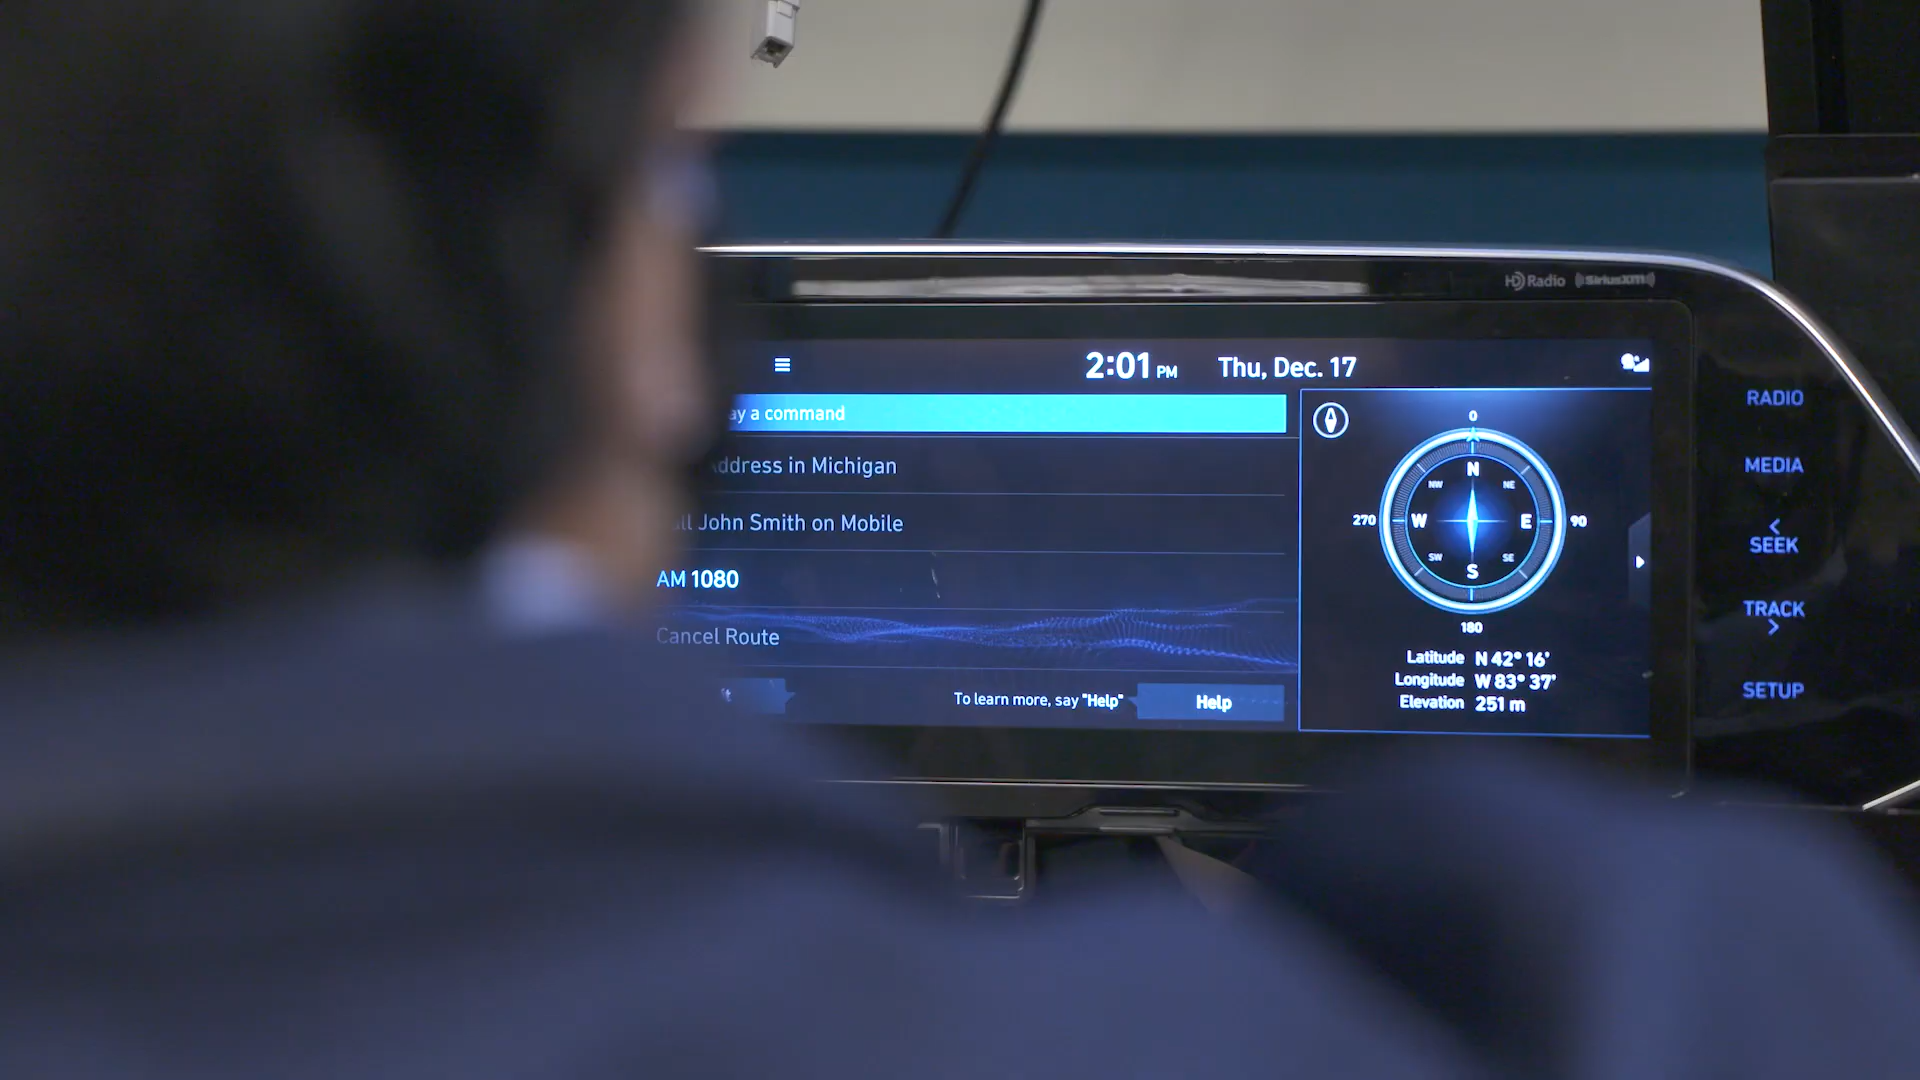 HD Radio SiriusXM
2:01 PM Thu, Dec. 17
ay a command
ddress in Michigan
ll John Smith on Mobile
AM 1080
Cancel Route
To learn more, say "Help"
Help
0
N
NW NE
270 W E 90
SW SE
S
180
Latitude N 42° 16'
Longitude W 83° 37'
Elevation 251 m
RADIO
MEDIA
<
SEEK
TRACK
>
SETUP